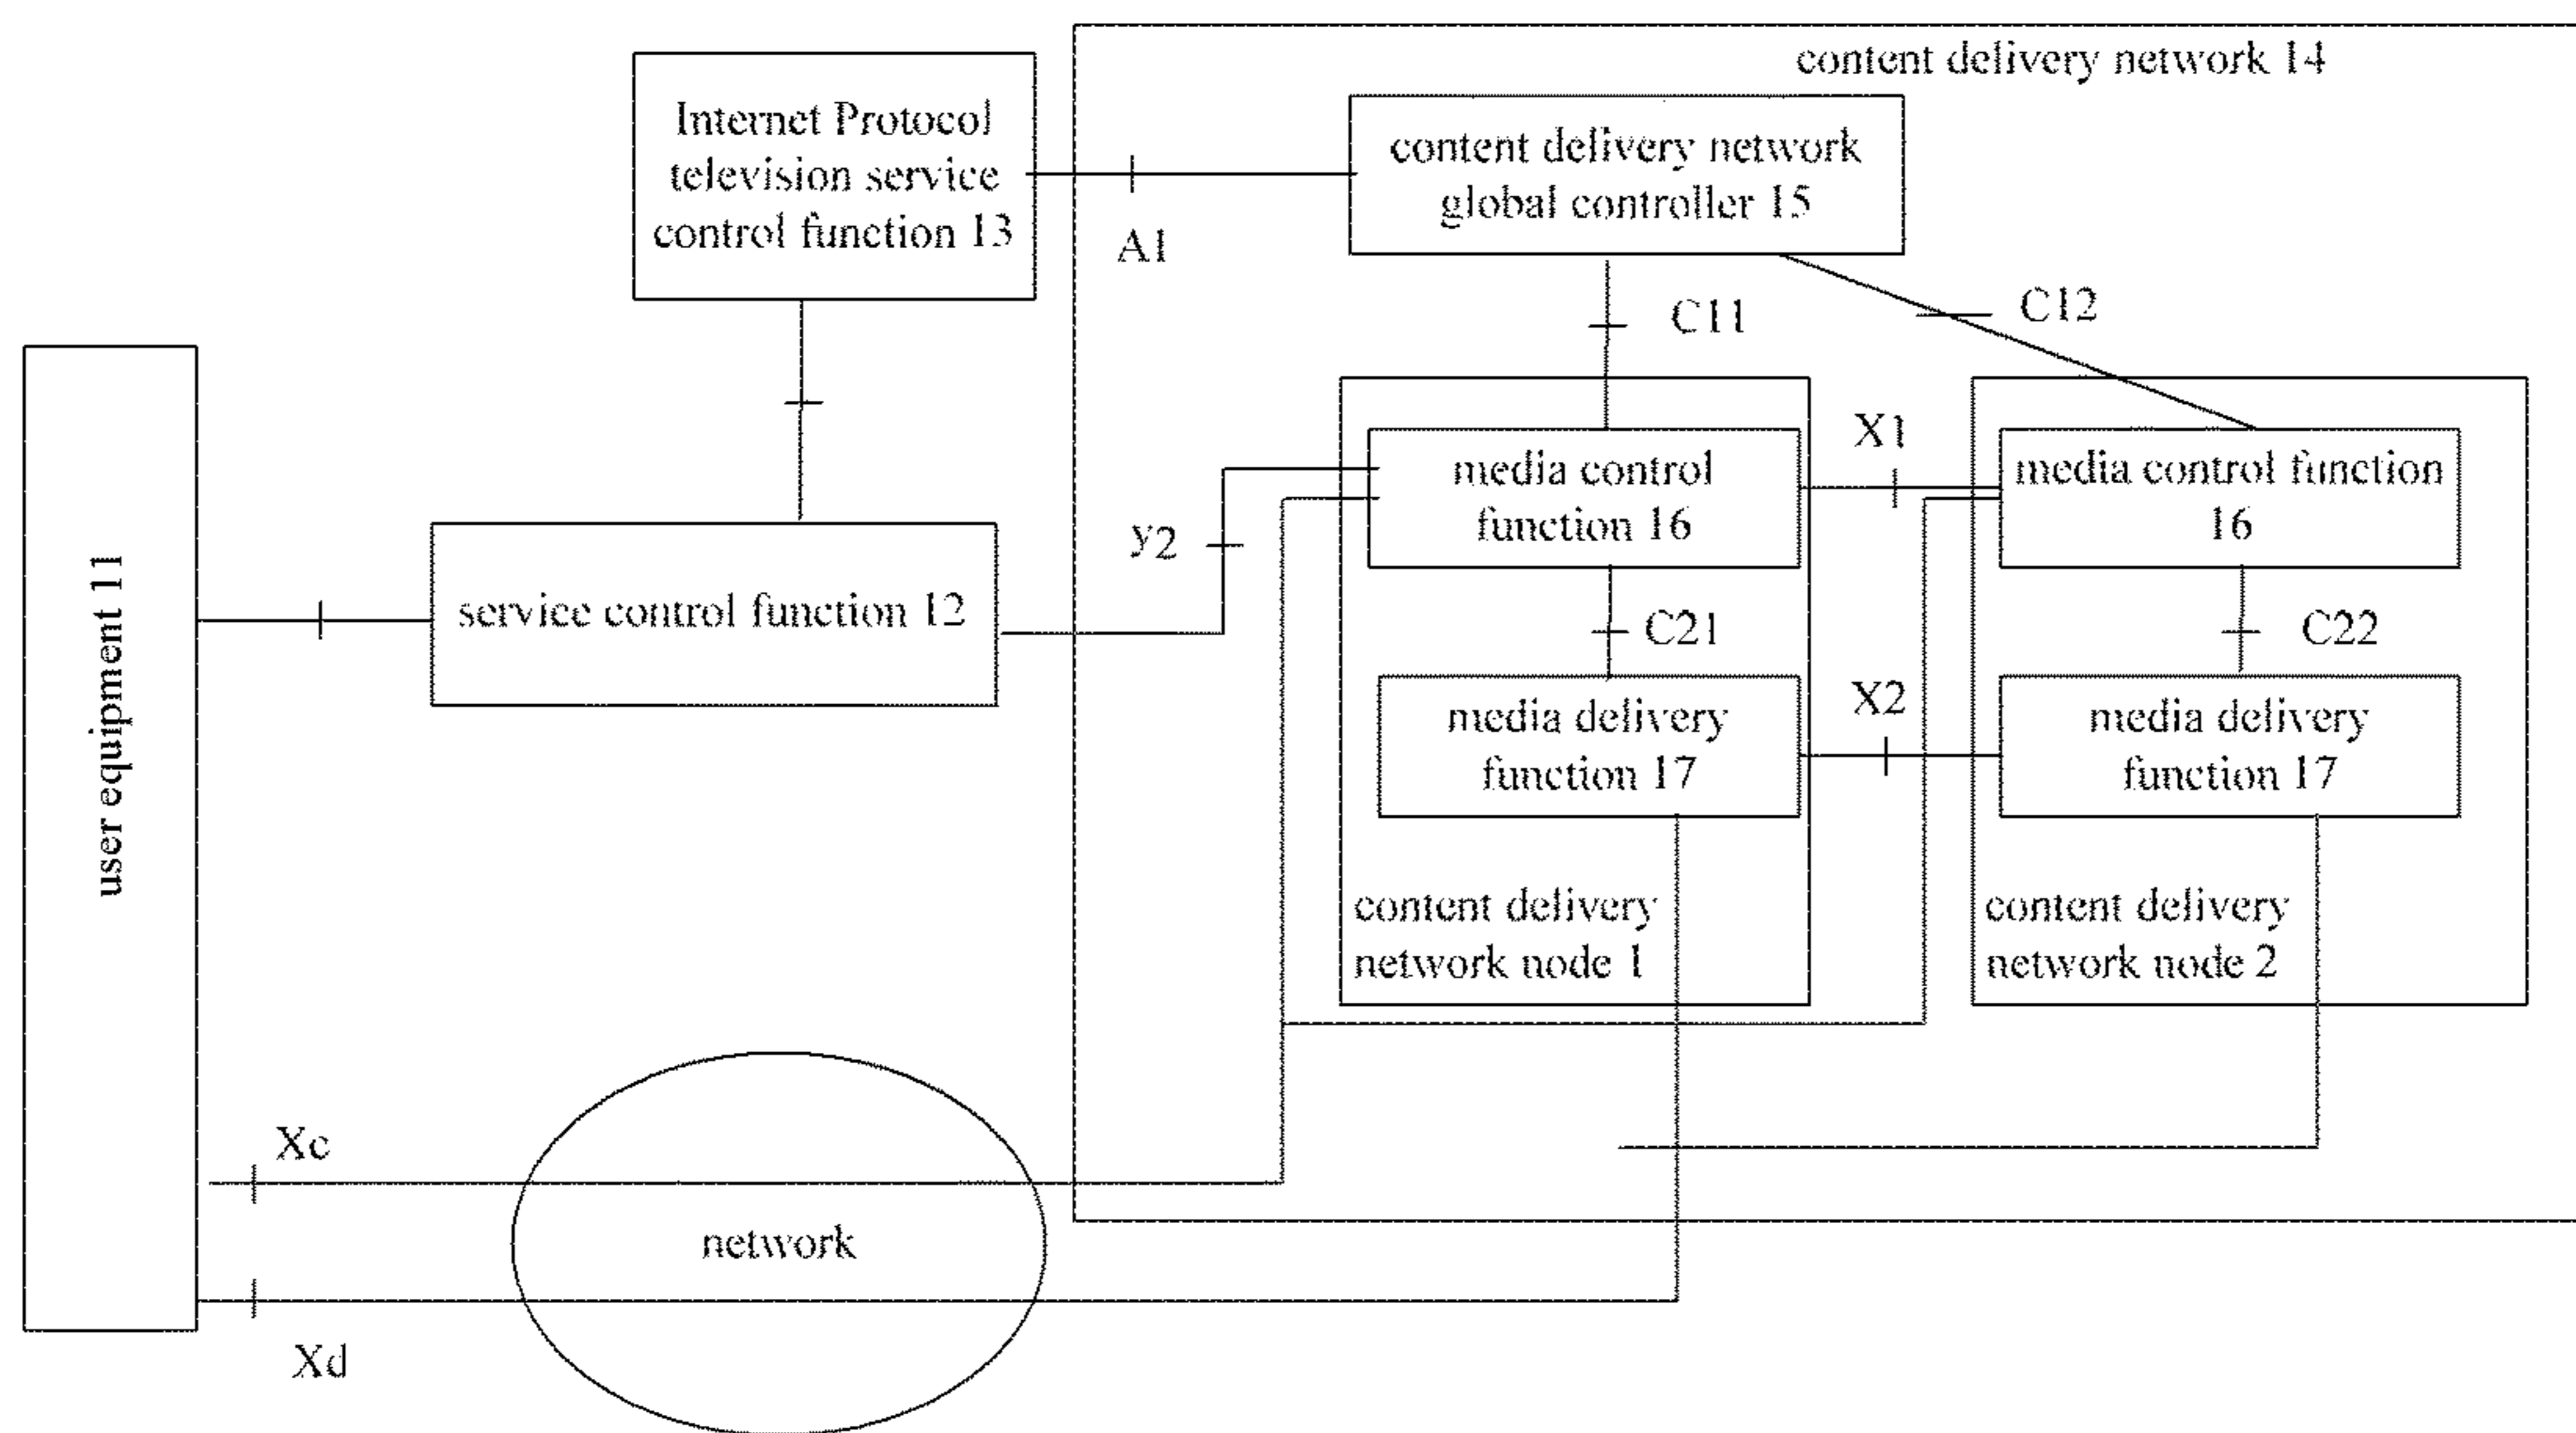 content delivery network 14
Internet Protocol
television service
control function 13
A1
content delivery network
global controller 15
C11
C12
user equipment 11
service control function 12
y2
media control
function 16
X1
media control function
16
C21
C22
media delivery
function 17
X2
media delivery
function 17
content delivery
network node 1
content delivery
network node 2
Xc
network
Xd